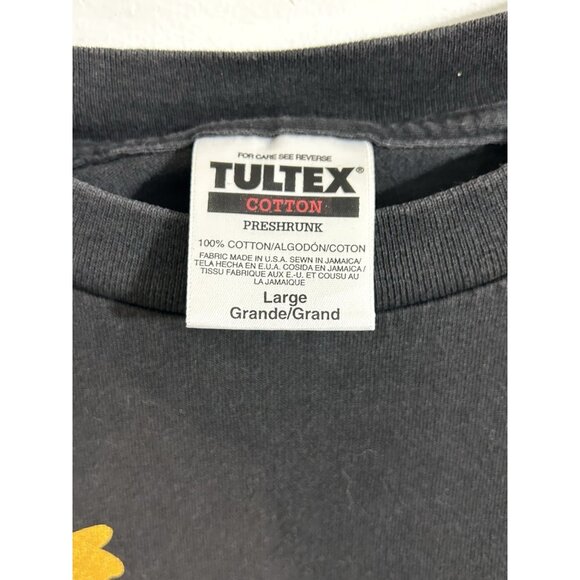 FOR CARE SEE REVERSE
TULTEX®
COTTON
PRESHRUNK
100% COTTON/ALGODÓN/COTON
FABRIC MADE IN U.S.A. SEWN IN JAMAICA/
TELA HECHA EN E.U.A. COSIDA EN JAMAICA/
TISSU FABRIQUE AUX E.-U. ET COUSU AU
LA JAMAIQUE
Large
Grande/Grand